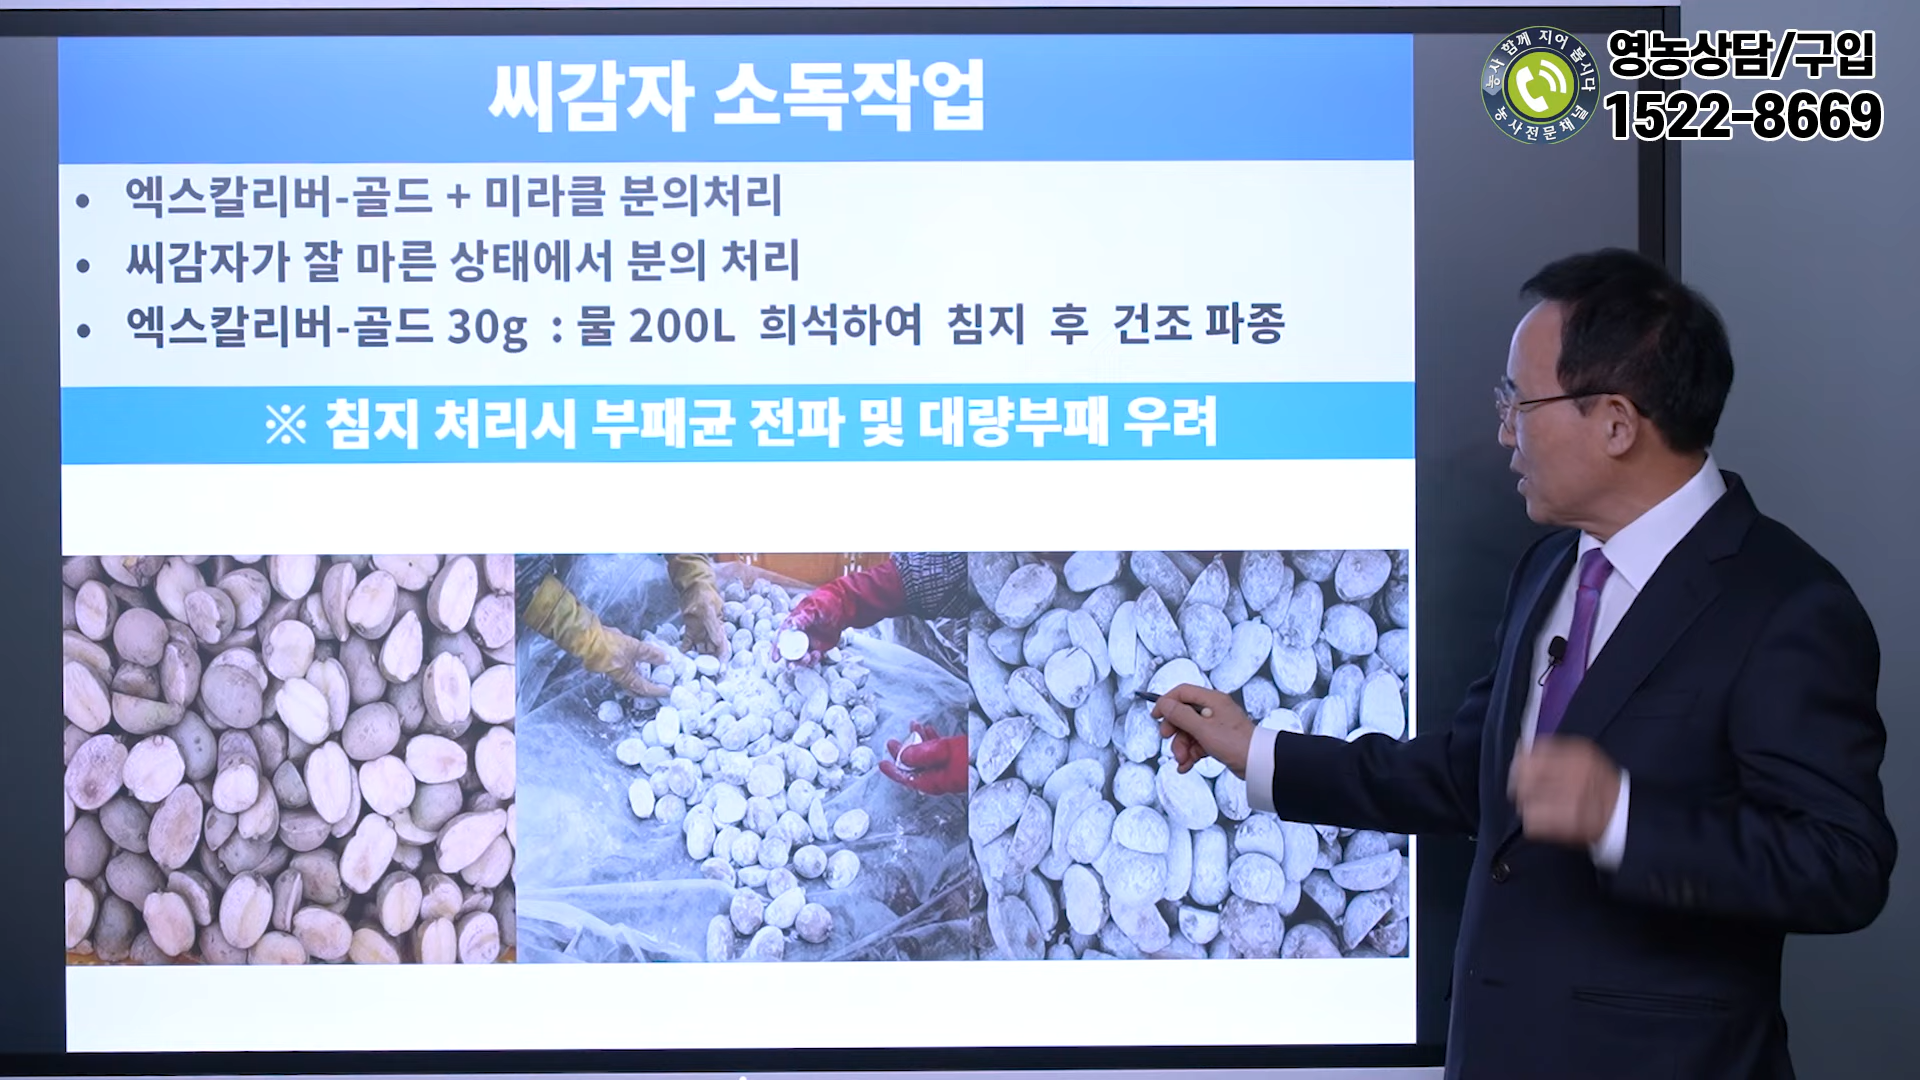 씨감자 소독작업
• 엑스칼리버-골드 + 미라클 분의처리
• 씨감자가 잘 마른 상태에서 분의 처리
• 엑스칼리버-골드 30g : 물 200L 희석하여 침지 후 건조 파종
※ 침지 처리시 부패균 전파 및 대량부패 우려
농사 함께 지어 봅시다
농사전문채널
영농상담/구입
1522-8669